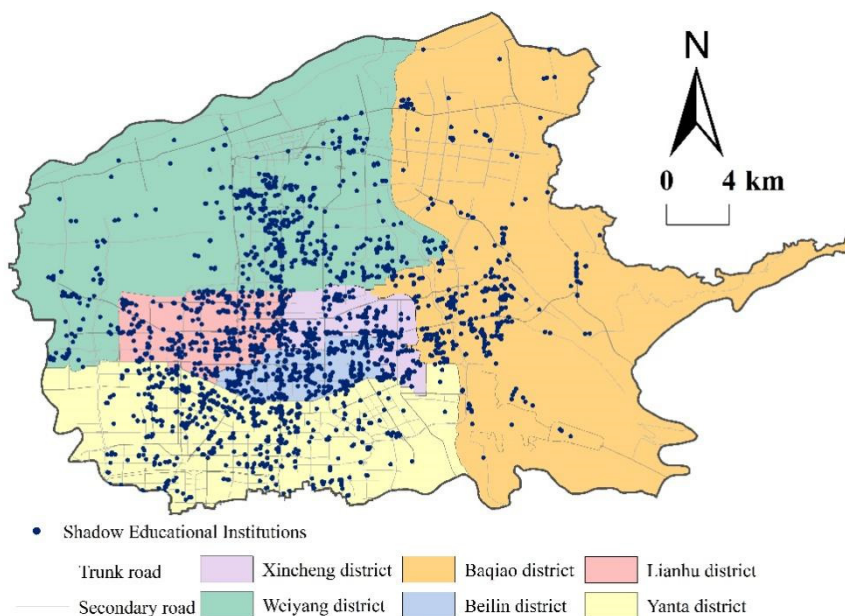 N
0 4 km
Shadow Educational Institutions
Trunk road Xincheng district Baqiao district Lianhu district
Secondary road Weiyang district Beilin district Yanta district